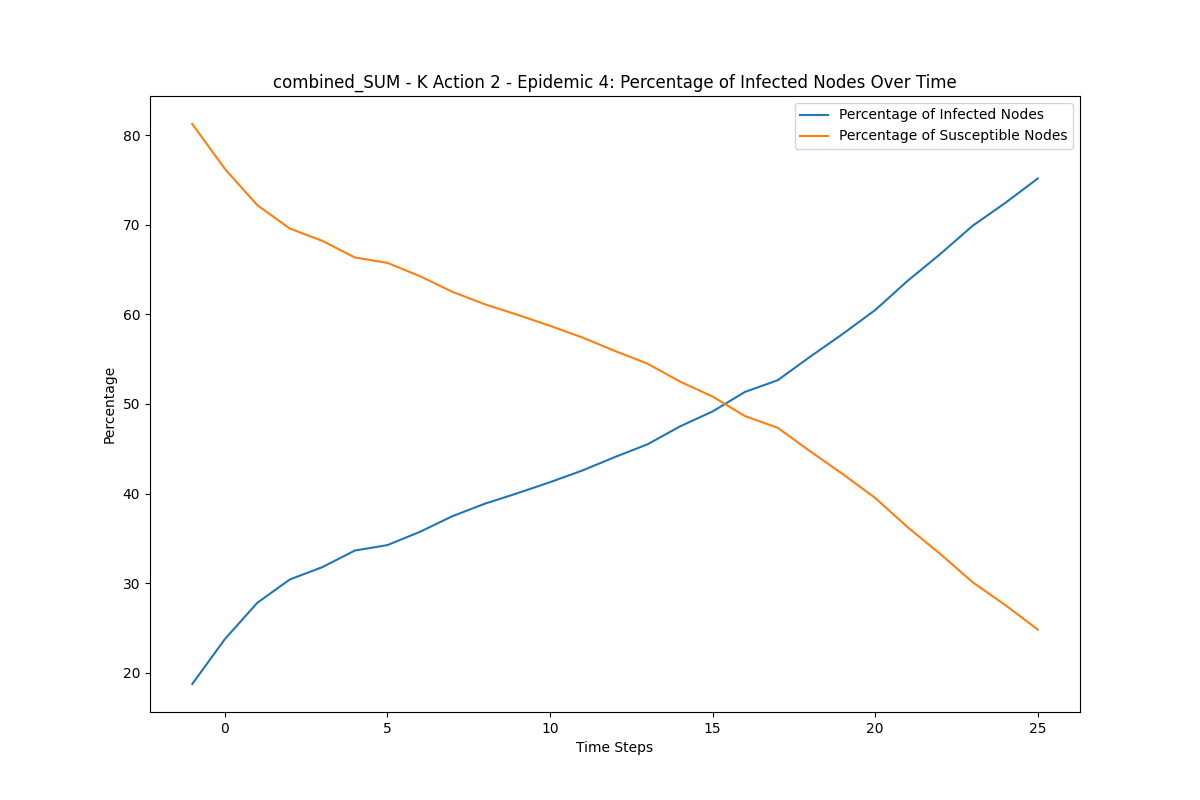 combined_SUM - K Action 2 - Epidemic 4: Percentage of Infected Nodes Over Time
Percentage of Infected Nodes
Percentage of Susceptible Nodes
Percentage
80
70
60
50
40
30
20
0 5 10 15 20 25
Time Steps